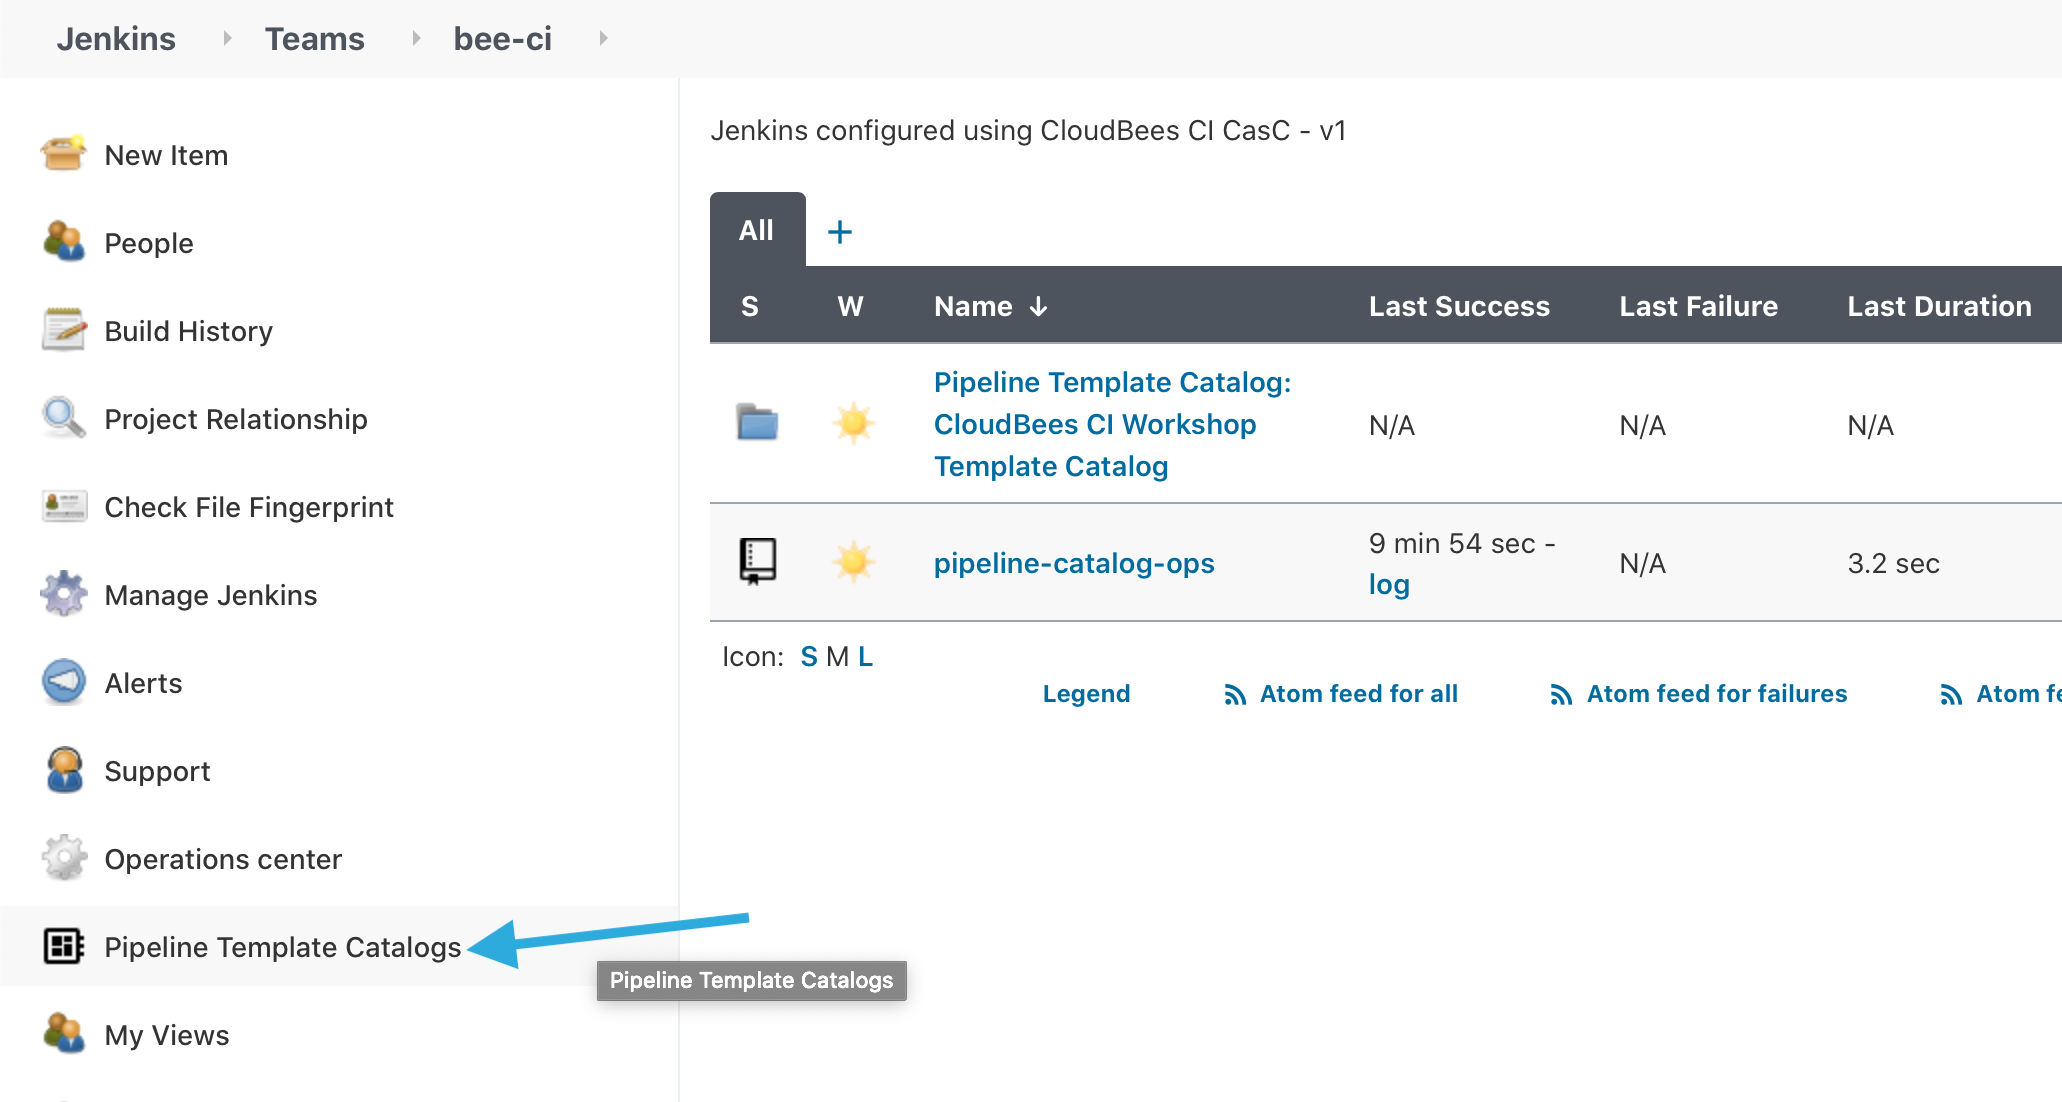 Jenkins Teams bee-ci
New Item
People
Build History
Project Relationship
Check File Fingerprint
Manage Jenkins
Alerts
Support
Operations center
Pipeline Template Catalogs
Pipeline Template Catalogs
My Views
Jenkins configured using CloudBees CI CasC - v1
All +
S W Name ↓ Last Success Last Failure Last Duration
Pipeline Template Catalog:
CloudBees CI Workshop
Template Catalog
N/A N/A N/A
pipeline-catalog-ops
9 min 54 sec -
log
N/A 3.2 sec
Icon: S M L
Legend Atom feed for all Atom feed for failures Atom